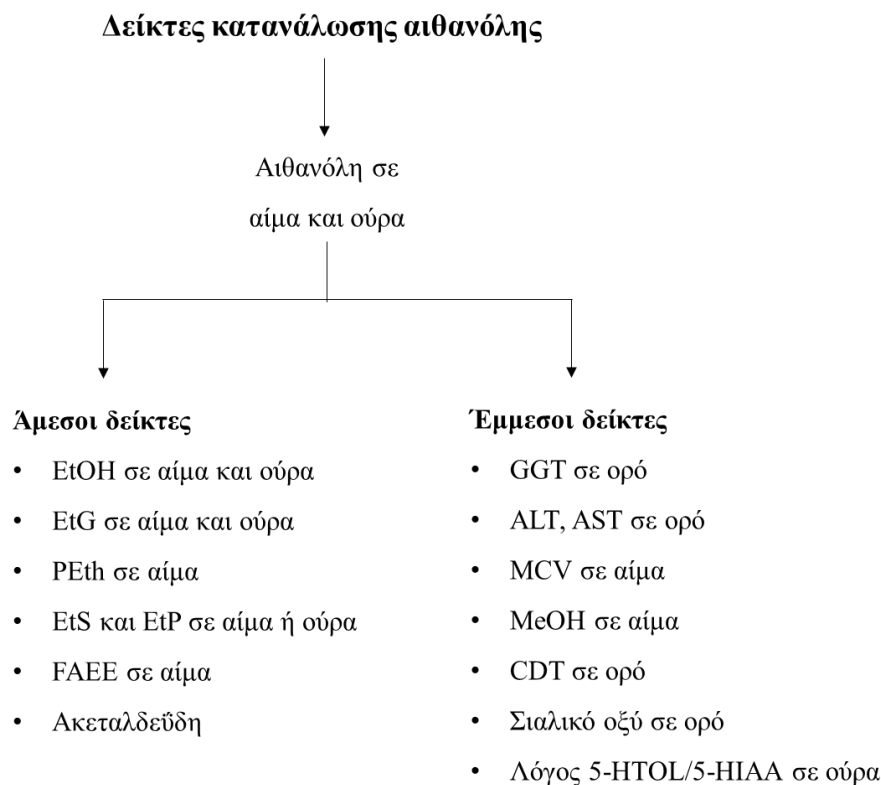 Δείκτες κατανάλωσης αιθανόλης
Αιθανόλη σε
αίμα και ούρα
Άμεσοι δείκτες
• EtOH σε αίμα και ούρα
• EtG σε αίμα και ούρα
• PEth σε αίμα
• EtS και EtP σε αίμα ή ούρα
• FAEE σε αίμα
• Ακεταλδεΰδη
Έμμεσοι δείκτες
• GGT σε ορό
• ALT, AST σε ορό
• MCV σε αίμα
• MeOH σε αίμα
• CDT σε ορό
• Σιαλικό οξύ σε ορό
• Λόγος 5-HTOL/5-HIAA σε ούρα